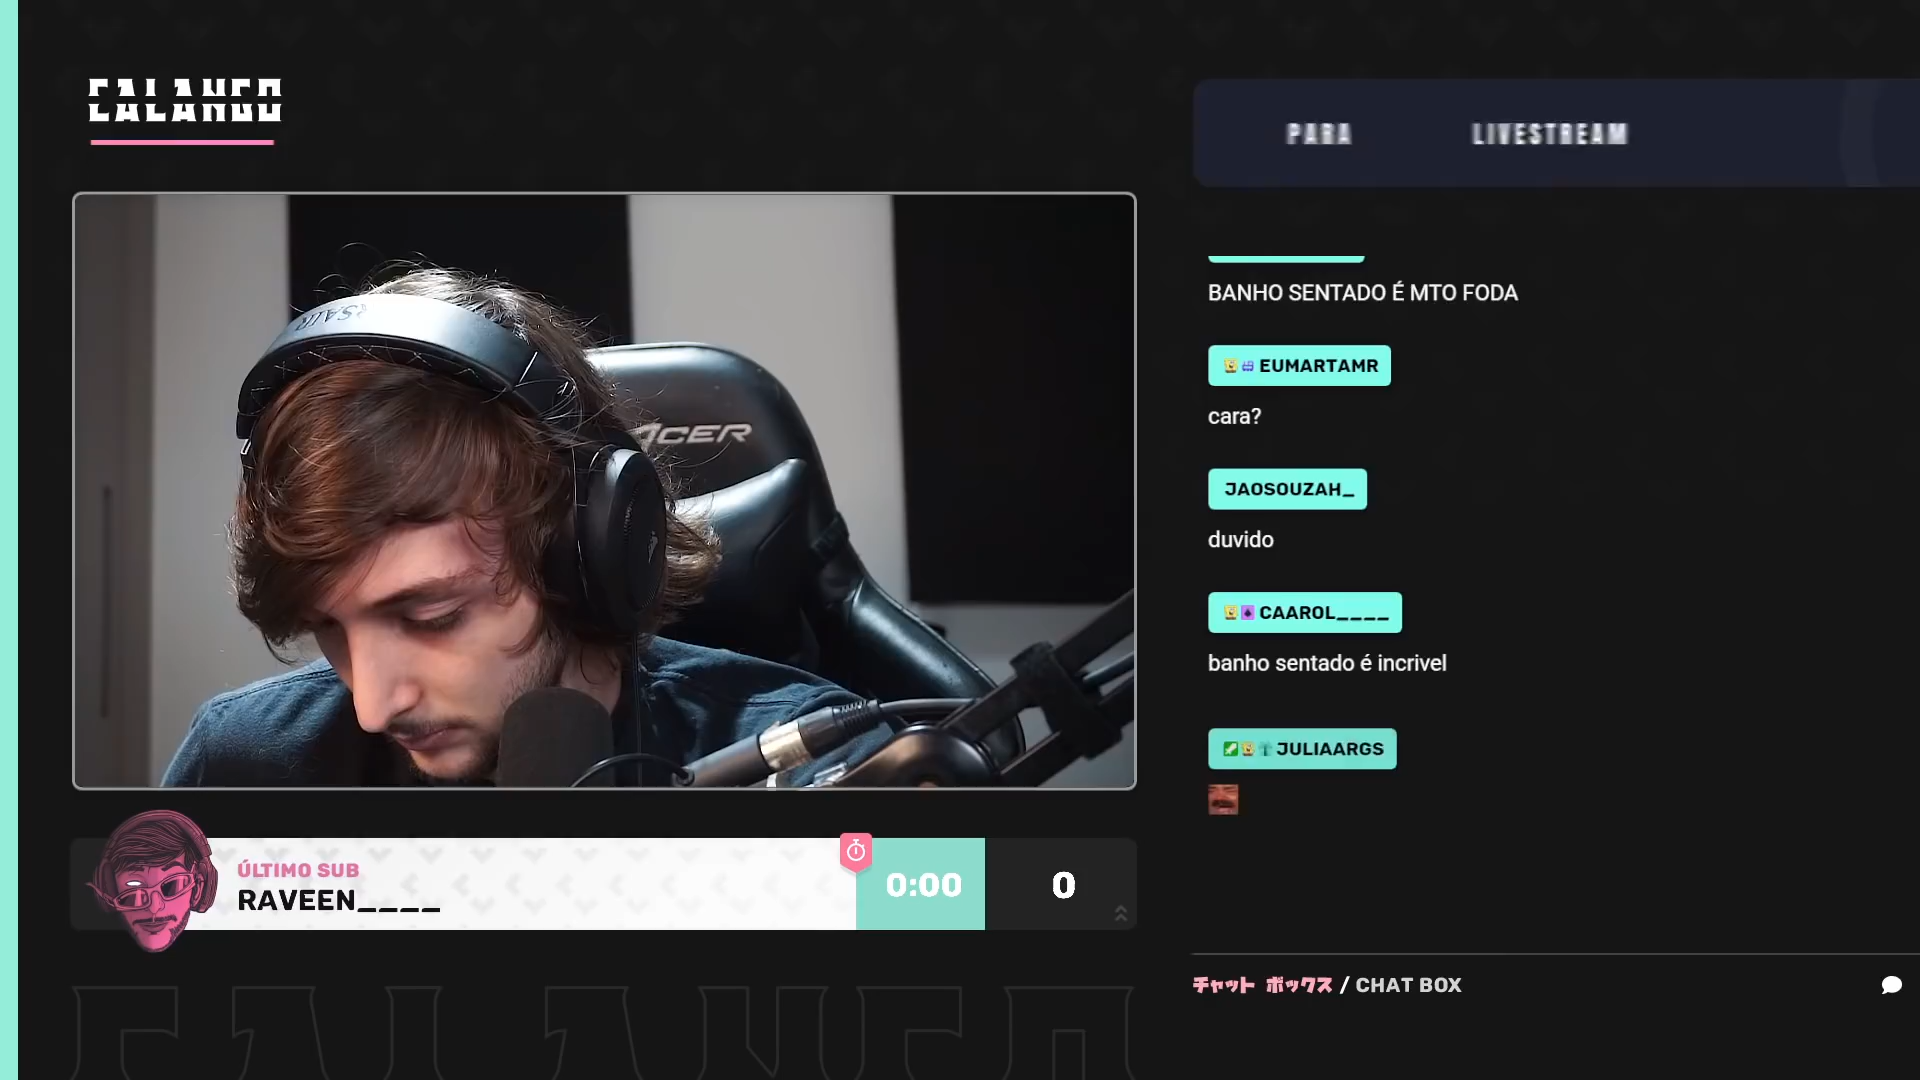 CALANGO
PARA LIVESTREAM
BANHO SENTADO É MTO FODA
EUMARTAMR
cara?
JAOSOUZAH_
duvido
CAAROL____
banho sentado é incrivel
JULIAARGS
ÚLTIMO SUB
RAVEEN____
0:00
0
チャット ボックス / CHAT BOX
CALANGO